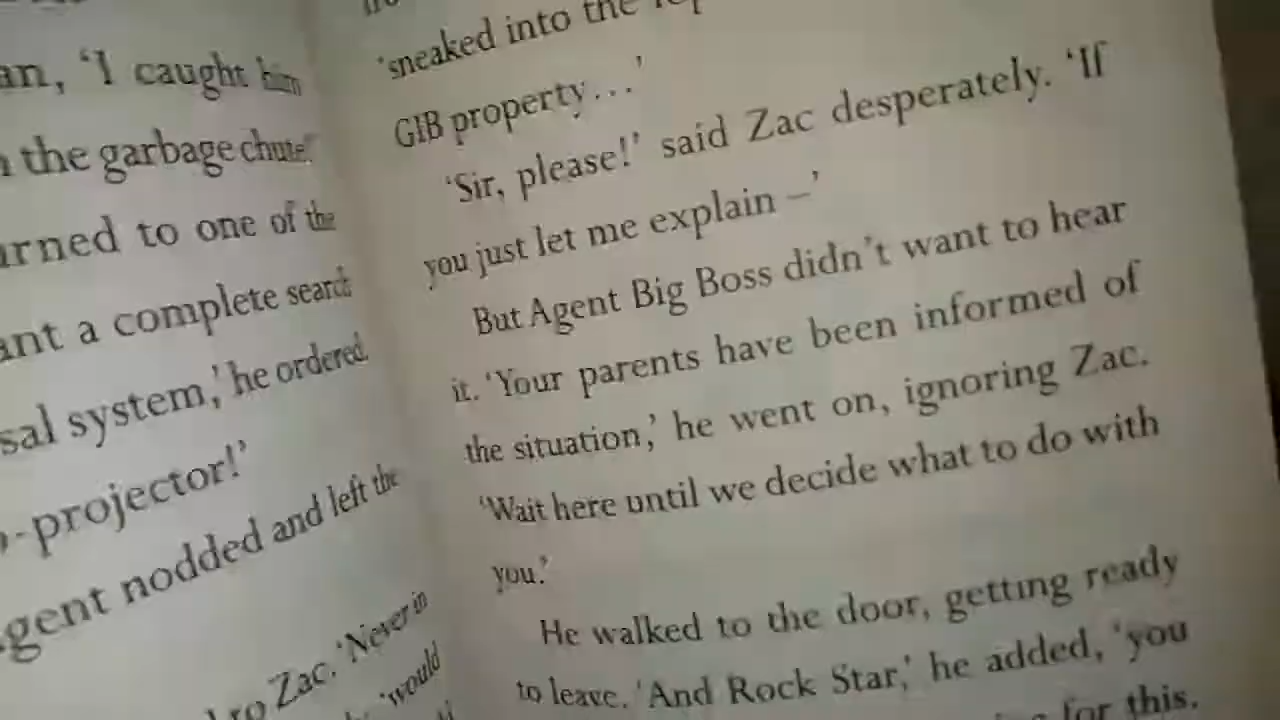 an, ‘I caught him
the garbage chute.’
urned to one of the
ant a complete search
sal system,’ he ordered.
-projector!’
gent nodded and left the
to Zac. ‘Never in
‘would
‘sneaked into the
GIB property...’
‘Sir, please!’ said Zac desperately. ‘If
you just let me explain –’
But Agent Big Boss didn’t want to hear
it. ‘Your parents have been informed of
the situation,’ he went on, ignoring Zac.
‘Wait here until we decide what to do with
you.’
He walked to the door, getting ready
to leave. ‘And Rock Star,’ he added, ‘you
for this.